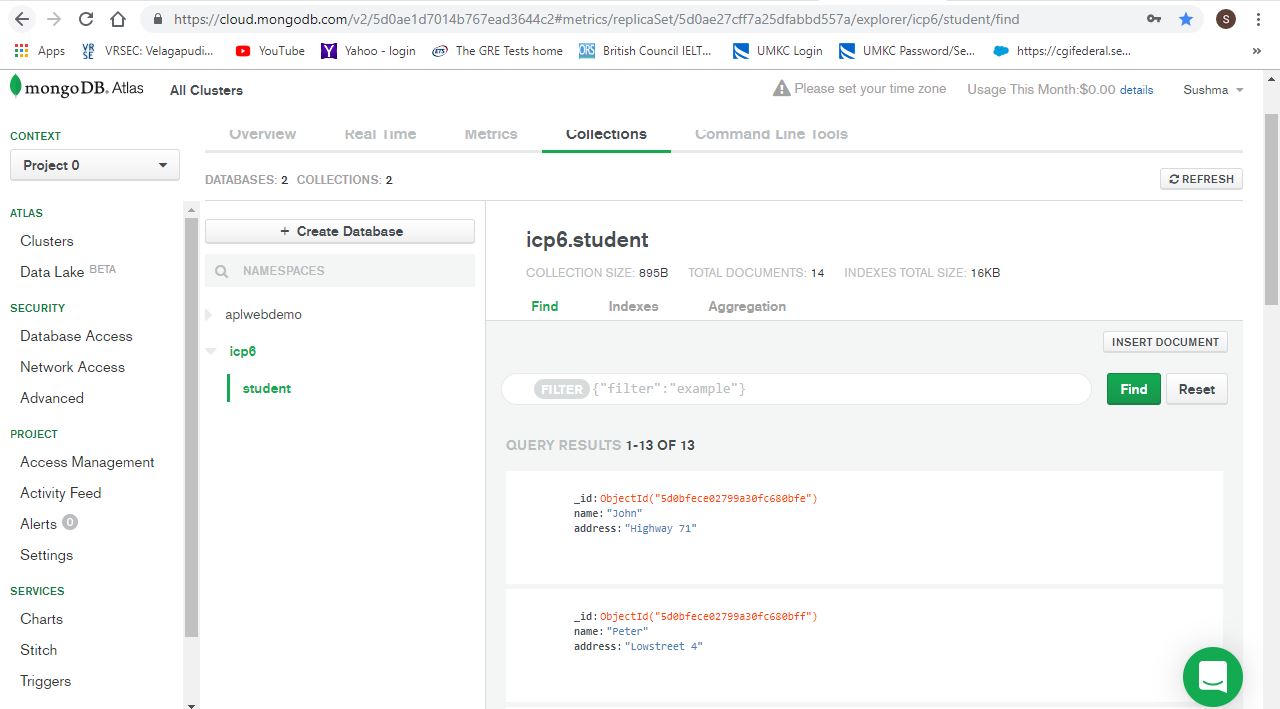 https://cloud.mongodb.com/v2/5d0ae1d7014b767ead3644c2#metrics/replicaSet/5d0ae27cff7a25dfabbd557a/explorer/icp6/student/find
S
Apps VRSEC: Velagapudi... YouTube Yahoo - login The GRE Tests home British Council IELT... UMKC Login UMKC Password/Se... https://cgifederal.se... »
mongoDB. Atlas All Clusters Please set your time zone Usage This Month:$0.00 details Sushma
CONTEXT
Project 0
ATLAS
Clusters
Data Lake BETA
SECURITY
Database Access
Network Access
Advanced
PROJECT
Access Management
Activity Feed
Alerts 0
Settings
SERVICES
Charts
Stitch
Triggers
Overview Real Time Metrics Collections Command Line Tools
DATABASES: 2 COLLECTIONS: 2
REFRESH
+ Create Database
NAMESPACES
aplwebdemo
icp6
student
icp6.student
COLLECTION SIZE: 895B TOTAL DOCUMENTS: 14 INDEXES TOTAL SIZE: 16KB
Find Indexes Aggregation
INSERT DOCUMENT
FILTER {"filter":"example"}
Find Reset
QUERY RESULTS 1-13 OF 13
_id: ObjectId("5d0bfece02799a30fc680bfe")
name: "John"
address: "Highway 71"
_id: ObjectId("5d0bfece02799a30fc680bff")
name: "Peter"
address: "Lowstreet 4"